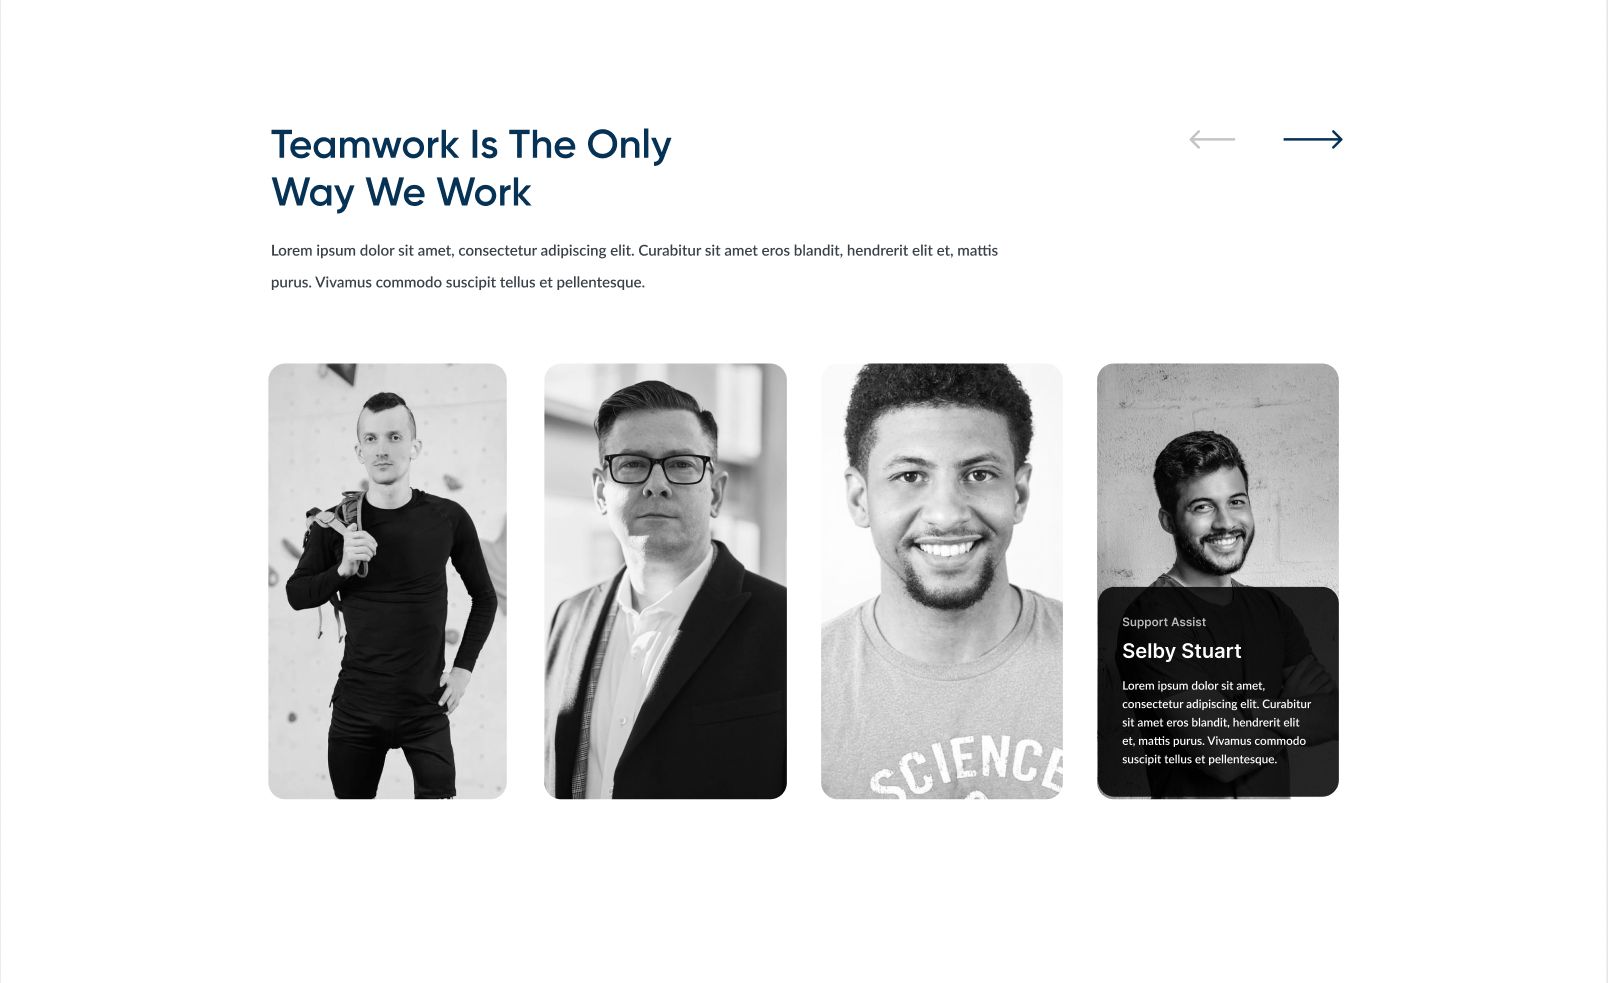 Teamwork Is The Only
Way We Work
Lorem ipsum dolor sit amet, consectetur adipiscing elit. Curabitur sit amet eros blandit, hendrerit elit et, mattis
purus. Vivamus commodo suscipit tellus et pellentesque.
SCIENCE
Support Assist
Selby Stuart
Lorem ipsum dolor sit amet,
consectetur adipiscing elit. Curabitur
sit amet eros blandit, hendrerit elit
et, mattis purus. Vivamus commodo
suscipit tellus et pellentesque.